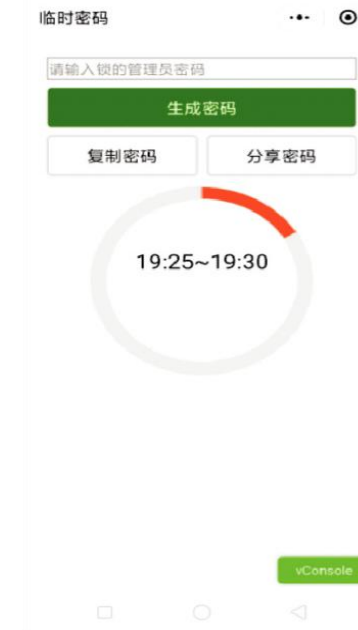 临时密码
请输入锁的管理员密码
生成密码
复制密码 分享密码
19:25~19:30
vConsole